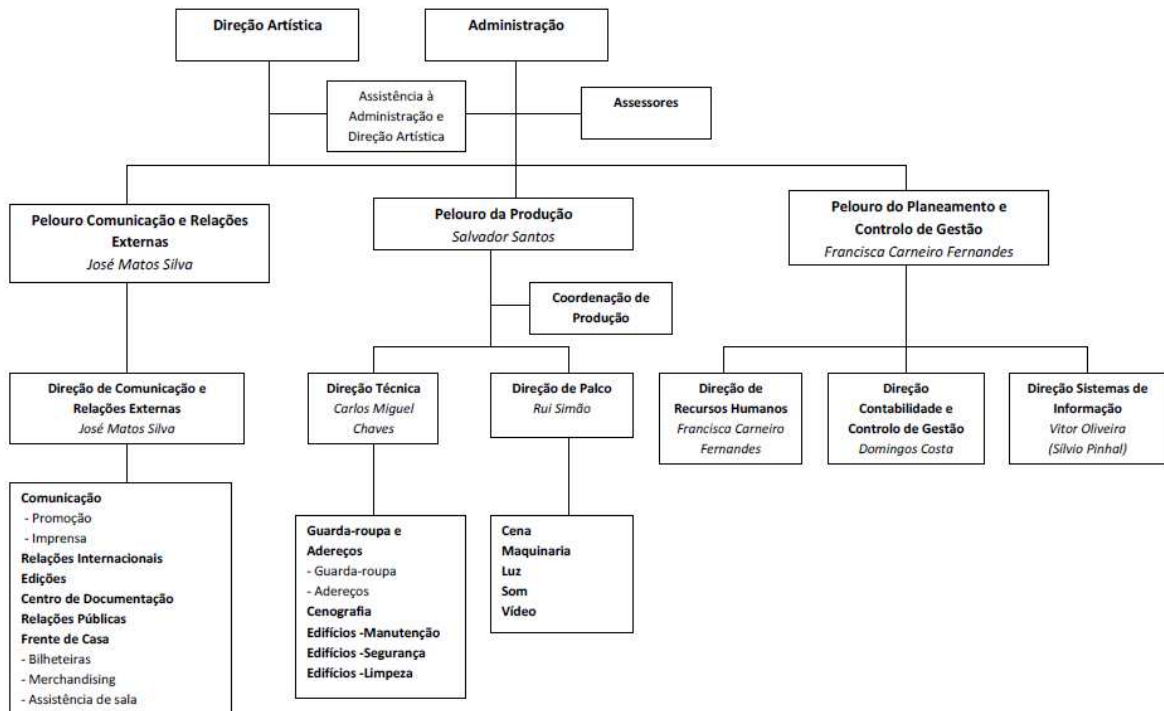 Direção Artística
Administração
Assistência à
Administração e
Direção Artística
Assessores
Pelouro Comunicação e Relações
Externas
José Matos Silva
Pelouro da Produção
Salvador Santos
Pelouro do Planeamento e
Controlo de Gestão
Francisca Carneiro Fernandes
Coordenação de
Produção
Direção de Comunicação e
Relações Externas
José Matos Silva
Direção Técnica
Carlos Miguel
Chaves
Direção de Palco
Rui Simão
Direção de
Recursos Humanos
Francisca Carneiro
Fernandes
Direção
Contabilidade e
Controlo de Gestão
Domingos Costa
Direção Sistemas de
Informação
Vitor Oliveira
(Sílvio Pinhal)
Comunicação
- Promoção
- Imprensa
Relações Internacionais
Edições
Centro de Documentação
Relações Públicas
Frente de Casa
- Bilheteiras
- Merchandising
- Assistência de sala
Guarda-roupa e
Adereços
- Guarda-roupa
- Adereços
Cenografia
Edifícios -Manutenção
Edifícios -Segurança
Edifícios -Limpeza
Cena
Maquinaria
Luz
Som
Vídeo